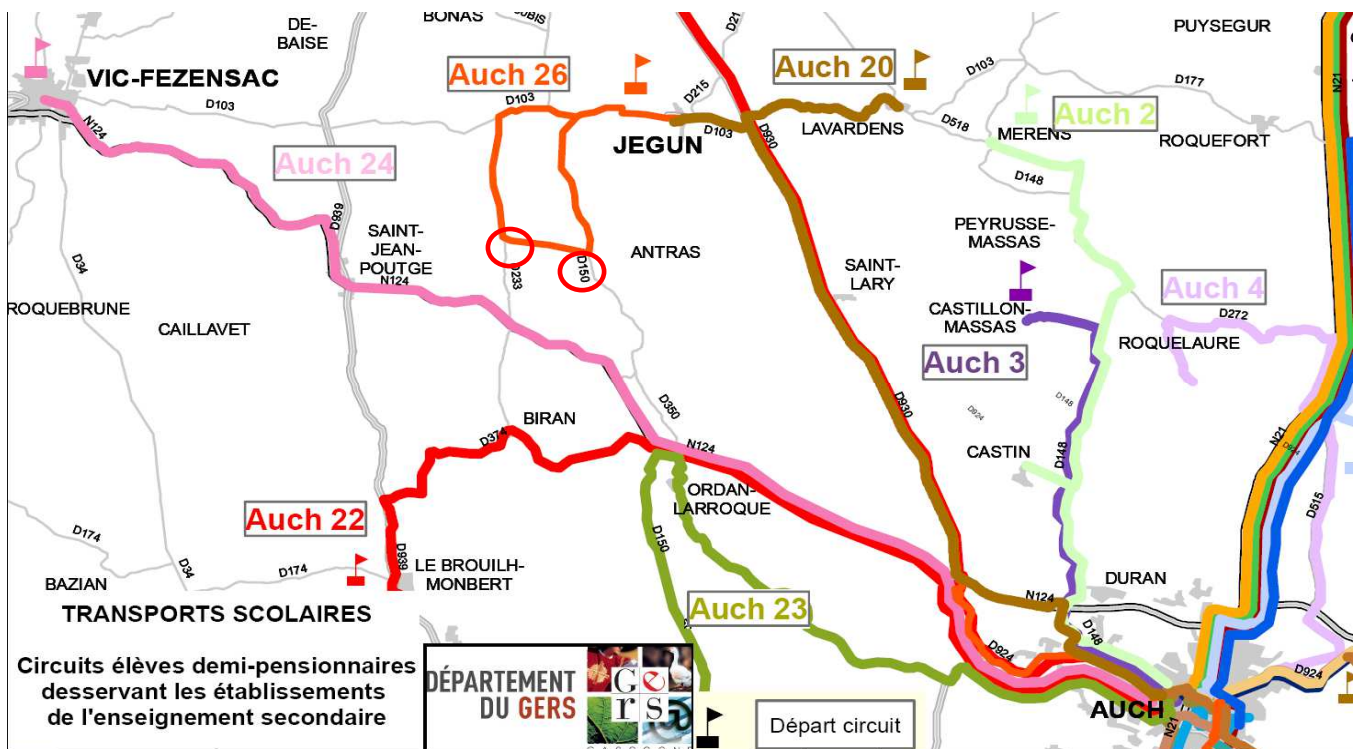 BONAS
DE-
BAISE
D21
PUYSEGUR
N21
VIC-FEZENSAC
Auch 26
Auch 20
D103
D177
D103
D103
D215
Auch 2
N124
D103
LAVARDENS
D518
MERENS
ROQUEFORT
JEGUN
D930
Auch 24
D148
D939
SAINT-
JEAN-
POUTGE
PEYRUSSE-
MASSAS
D34
D233
D150
ANTRAS
SAINT-
LARY
N124
Auch 4
ROQUEBRUNE
CASTILLON-
MASSAS
D272
CAILLAVET
ROQUELAURE
Auch 3
D350
D930
D924
D148
BIRAN
D374
N124
N21
D924
CASTIN
D148
ORDAN-
LARROQUE
Auch 22
D515
D174
D150
D939
D34
D174
LE BROUILH-
MONBERT
BAZIAN
DURAN
N124
Auch 23
TRANSPORTS SCOLAIRES
D148
Circuits élèves demi-pensionnaires
desservant les établissements
de l'enseignement secondaire
D924
D924
DÉPARTEMENT
DU GERS
Ge
rs
Départ circuit
AUCH
N21